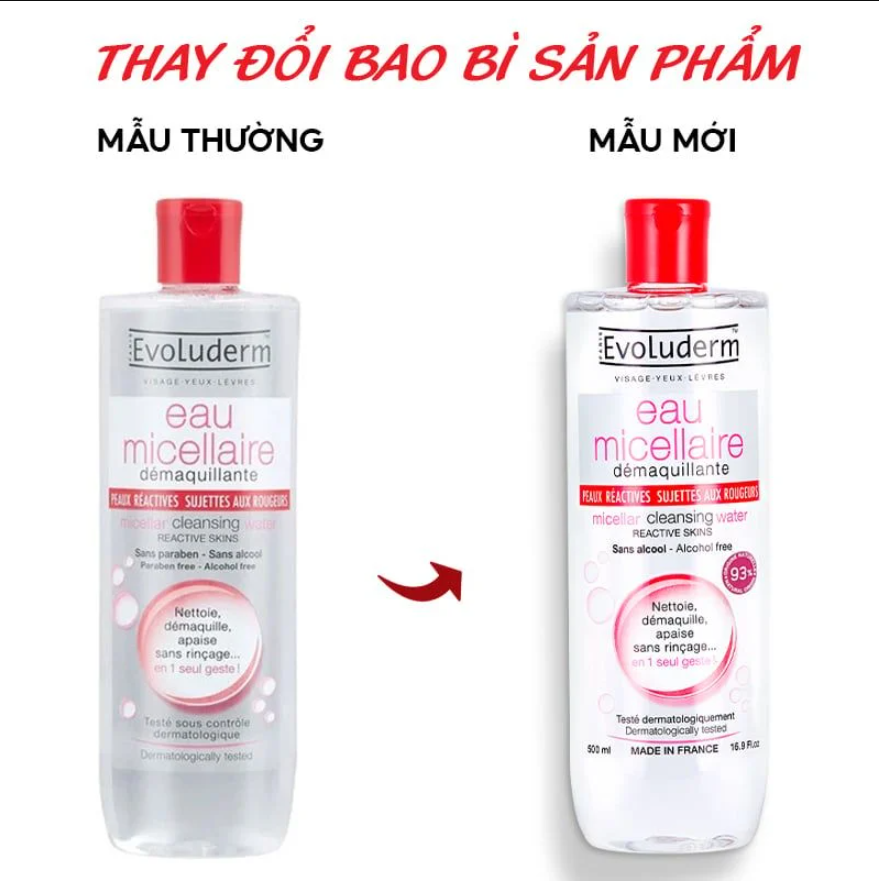 THAY ĐỔI BAO BÌ SẢN PHẨM
MẪU THƯỜNG
MẪU MỚI
PARIS
Evoluderm™
VISAGE·YEUX·LÈVRES
eau
micellaire
démaquillante
PEAUX RÉACTIVES SUJETTES AUX ROUGEURS
micellar cleansing water
REACTIVE SKINS
Sans paraben - Sans alcool
Paraben free - Alcohol free
Nettoie,
démaquille,
apaise
sans rinçage...
en 1 seul geste !
Testé sous contrôle
dermatologique
Dermatologically tested
PARIS
Evoluderm™
VISAGE·YEUX·LÈVRES
eau
micellaire
démaquillante
PEAUX RÉACTIVES SUJETTES AUX ROUGEURS
micellar cleansing water
REACTIVE SKINS
Sans alcool - Alcohol free
93%
Nettoie,
démaquille,
apaise
sans rinçage...
en 1 seul geste !
Testé dermatologiquement
Dermatologically tested
500 ml MADE IN FRANCE 16.9 Fl.oz